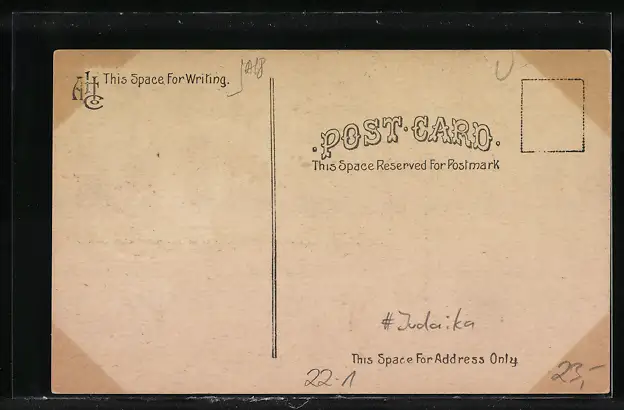 This Space For Writing.
POST·CARD.
This Space Reserved For Postmark
#Judaika
This Space For Address Only
22-1
23,-